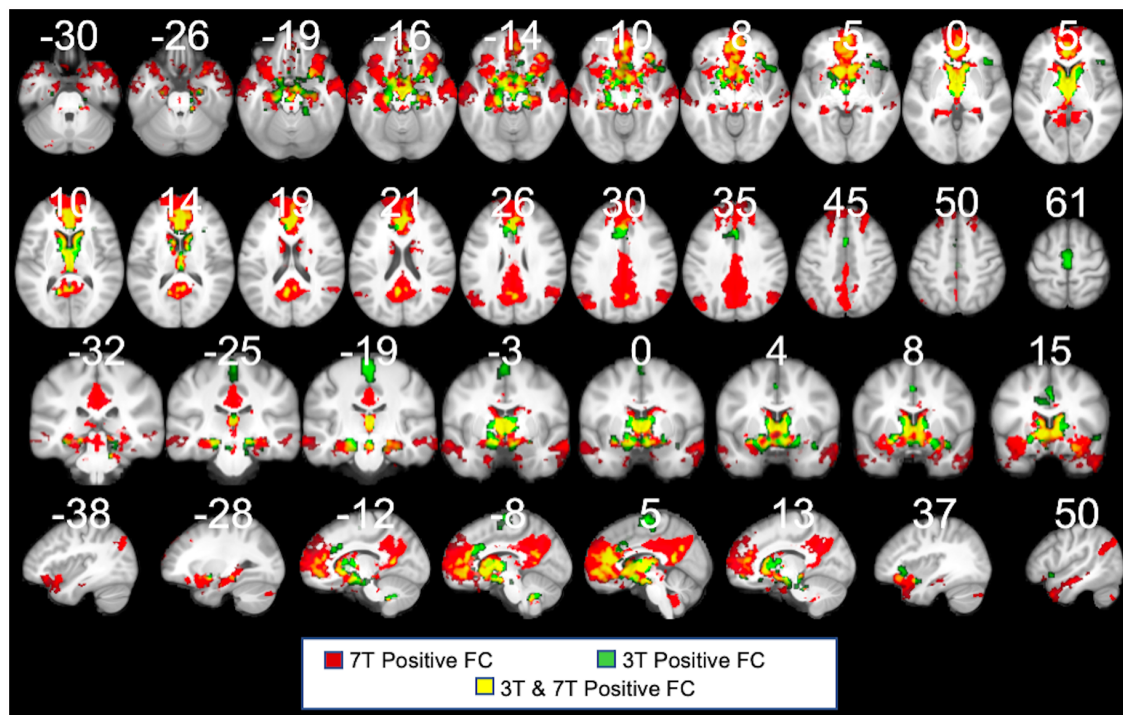 -30 -26 -19 -16 -14 -10 -8 -5 0 5
10 14 19 21 26 30 35 45 50 61
-32 -25 -19 -3 0 4 8 15
-38 -28 -12 -8 5 13 37 50
7T Positive FC 3T Positive FC
3T & 7T Positive FC